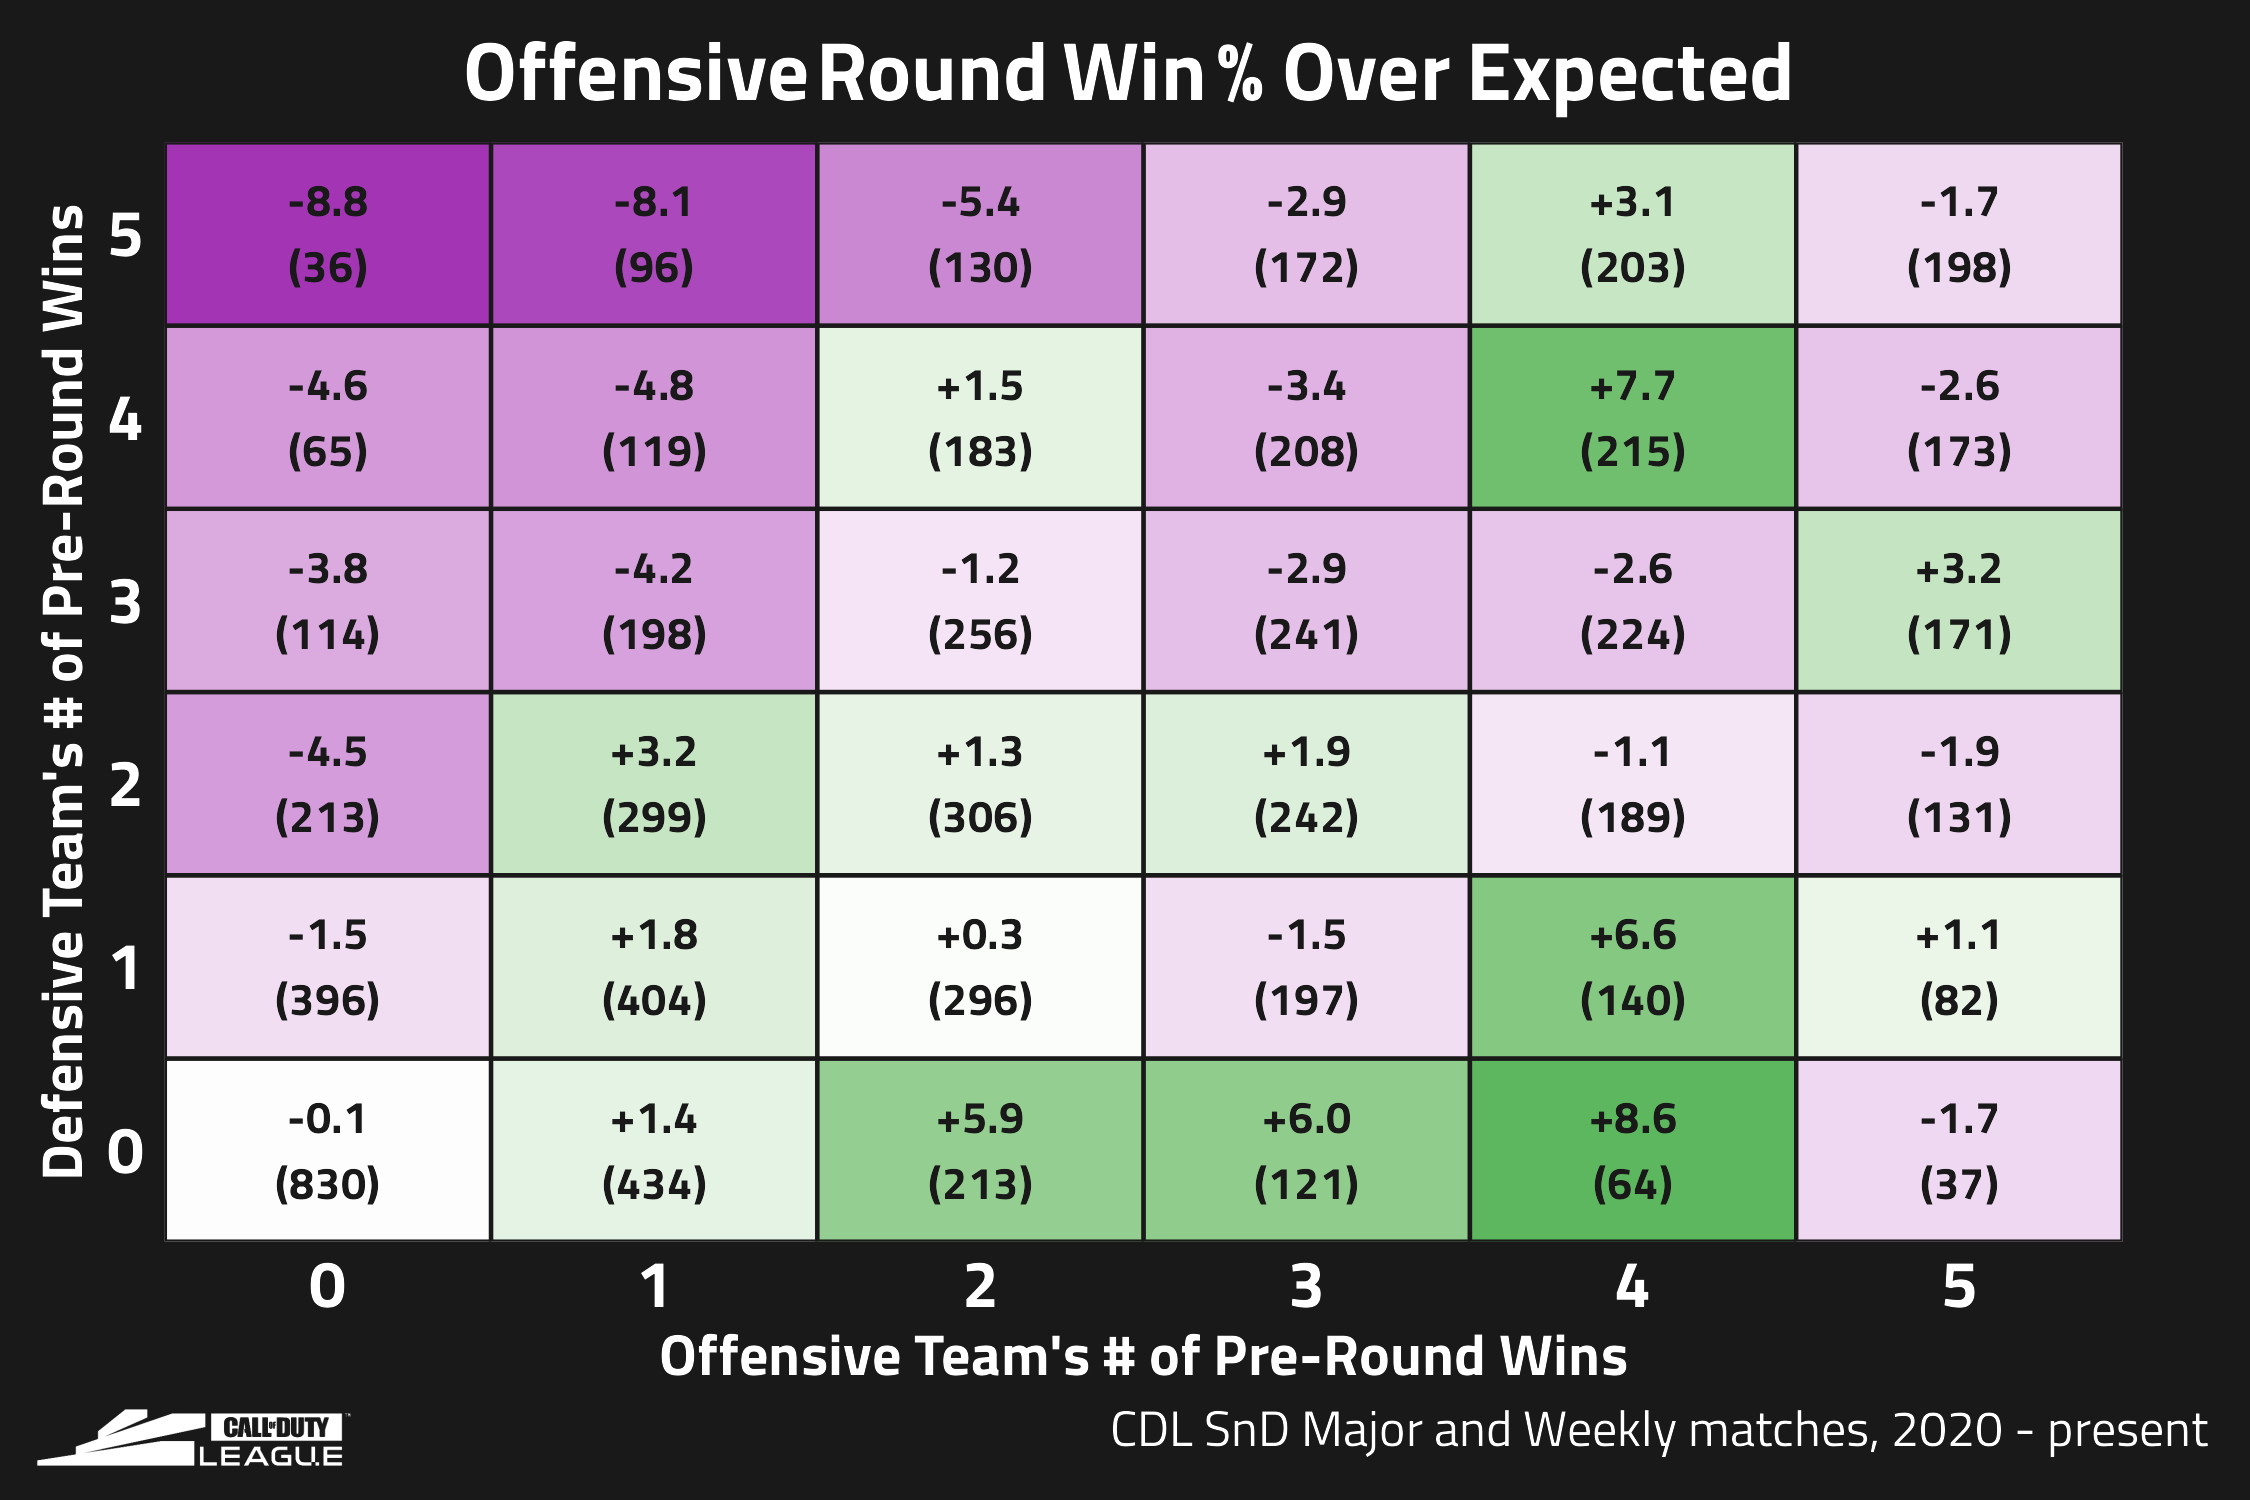 Offensive Round Win % Over Expected
Defensive Team's # of Pre-Round Wins
5
-8.8 -8.1 -5.4 -2.9 +3.1 -1.7
(36) (96) (130) (172) (203) (198)
4
-4.6 -4.8 +1.5 -3.4 +7.7 -2.6
(65) (119) (183) (208) (215) (173)
3
-3.8 -4.2 -1.2 -2.9 -2.6 +3.2
(114) (198) (256) (241) (224) (171)
2
-4.5 +3.2 +1.3 +1.9 -1.1 -1.9
(213) (299) (306) (242) (189) (131)
1
-1.5 +1.8 +0.3 -1.5 +6.6 +1.1
(396) (404) (296) (197) (140) (82)
0
-0.1 +1.4 +5.9 +6.0 +8.6 -1.7
(830) (434) (213) (121) (64) (37)
0 1 2 3 4 5
Offensive Team's # of Pre-Round Wins
CALL OF DUTY
LEAGUE
CDL SnD Major and Weekly matches, 2020 - present